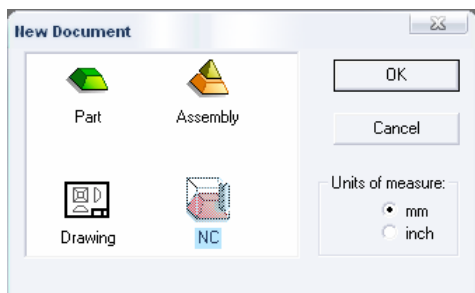 New Document
Part
Assembly
Drawing
NC
OK
Cancel
Units of measure:
mm
inch